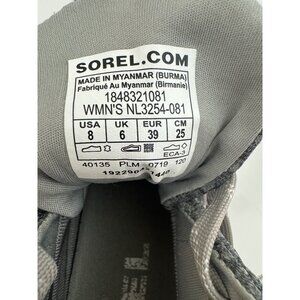 SOREL.COM
MADE IN MYANMAR (BURMA)
Fabriqué Au Myanmar (Birmanie)
1848321081
WMN'S NL3254-081
USA UK EUR CM
8 6 39 25
ECA-3
40135 PLM 0719 120